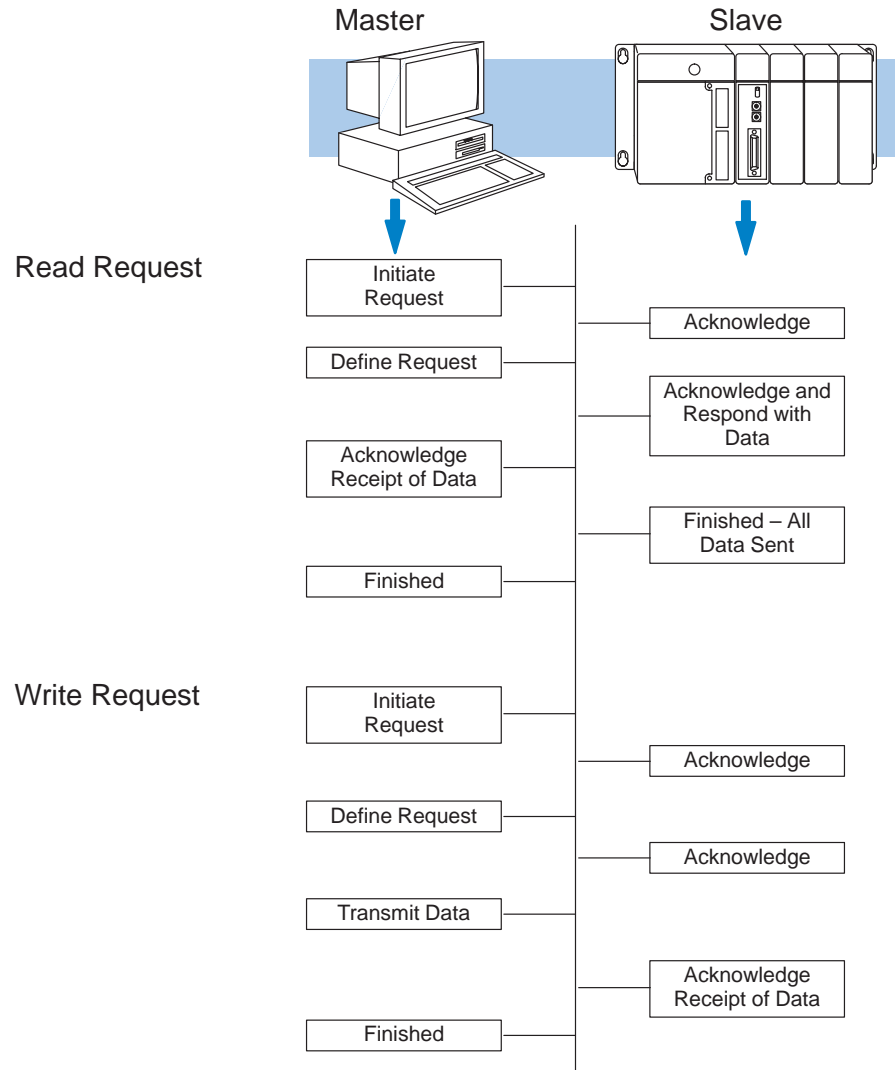 Master
Slave
Read Request
Initiate
Request
Acknowledge
Define Request
Acknowledge and
Respond with
Data
Acknowledge
Receipt of Data
Finished – All
Data Sent
Finished
Write Request
Initiate
Request
Acknowledge
Define Request
Acknowledge
Transmit Data
Acknowledge
Receipt of Data
Finished